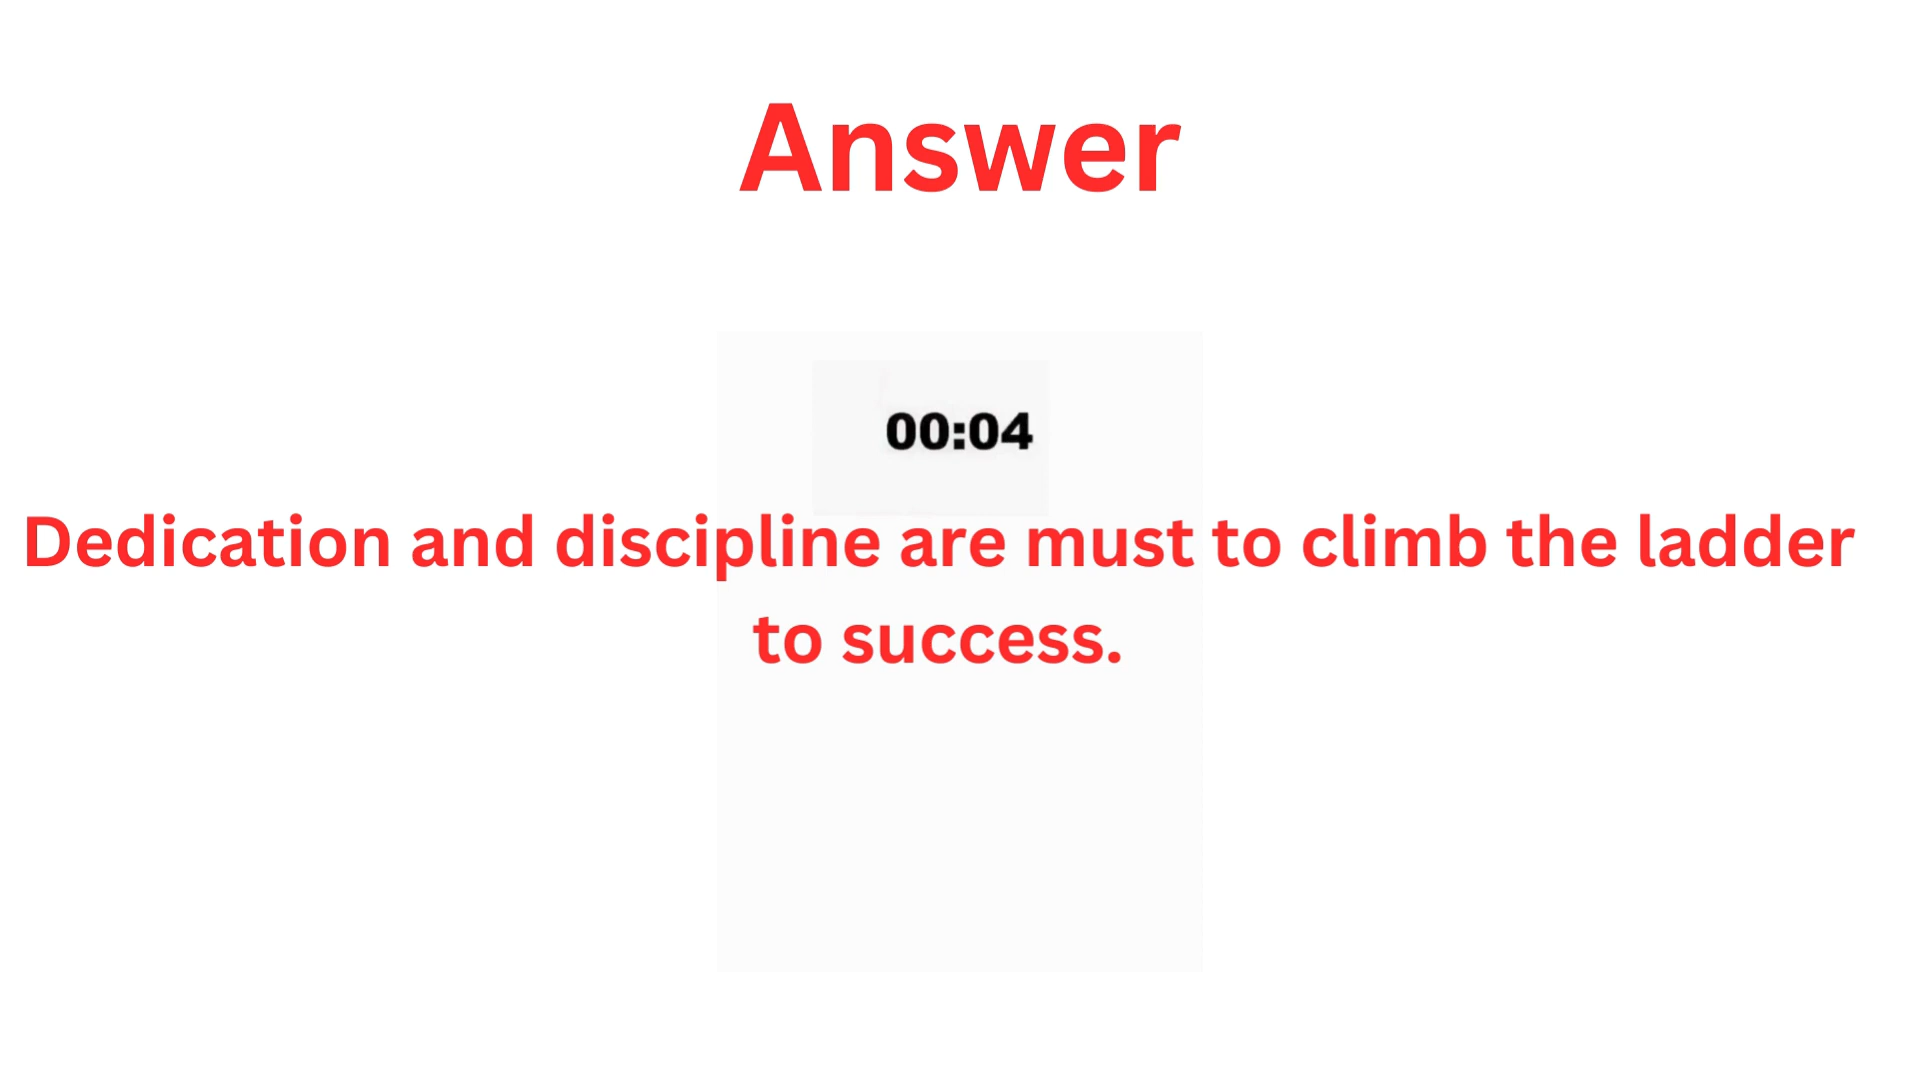 Answer
00:04
Dedication and discipline are must to climb the ladder
to success.